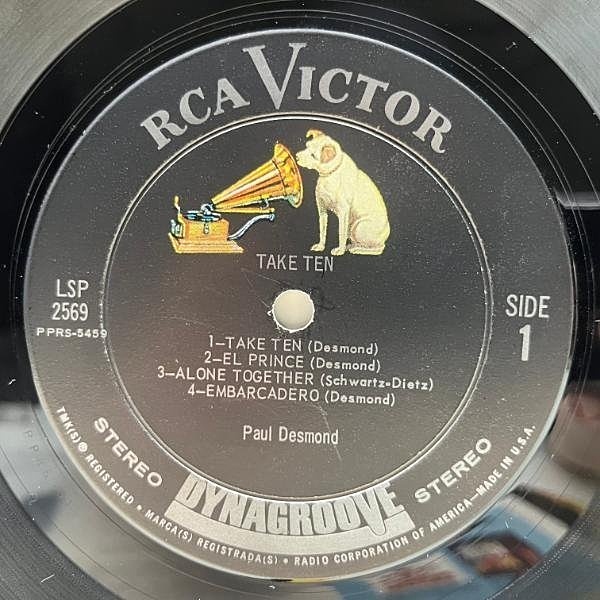 RCA VICTOR
TAKE TEN
LSP
2569
PPRS-5459
SIDE
1
1—TAKE TEN (Desmond)
2—EL PRINCE (Desmond)
3—ALONE TOGETHER (Schwartz-Dietz)
4—EMBARCADERO (Desmond)
Paul Desmond
STEREO
DYNAGROOVE
STEREO
TMK(S) ® REGISTERED • MARCA(S) REGISTRADA(S) • RADIO CORPORATION OF AMERICA—MADE IN U.S.A.